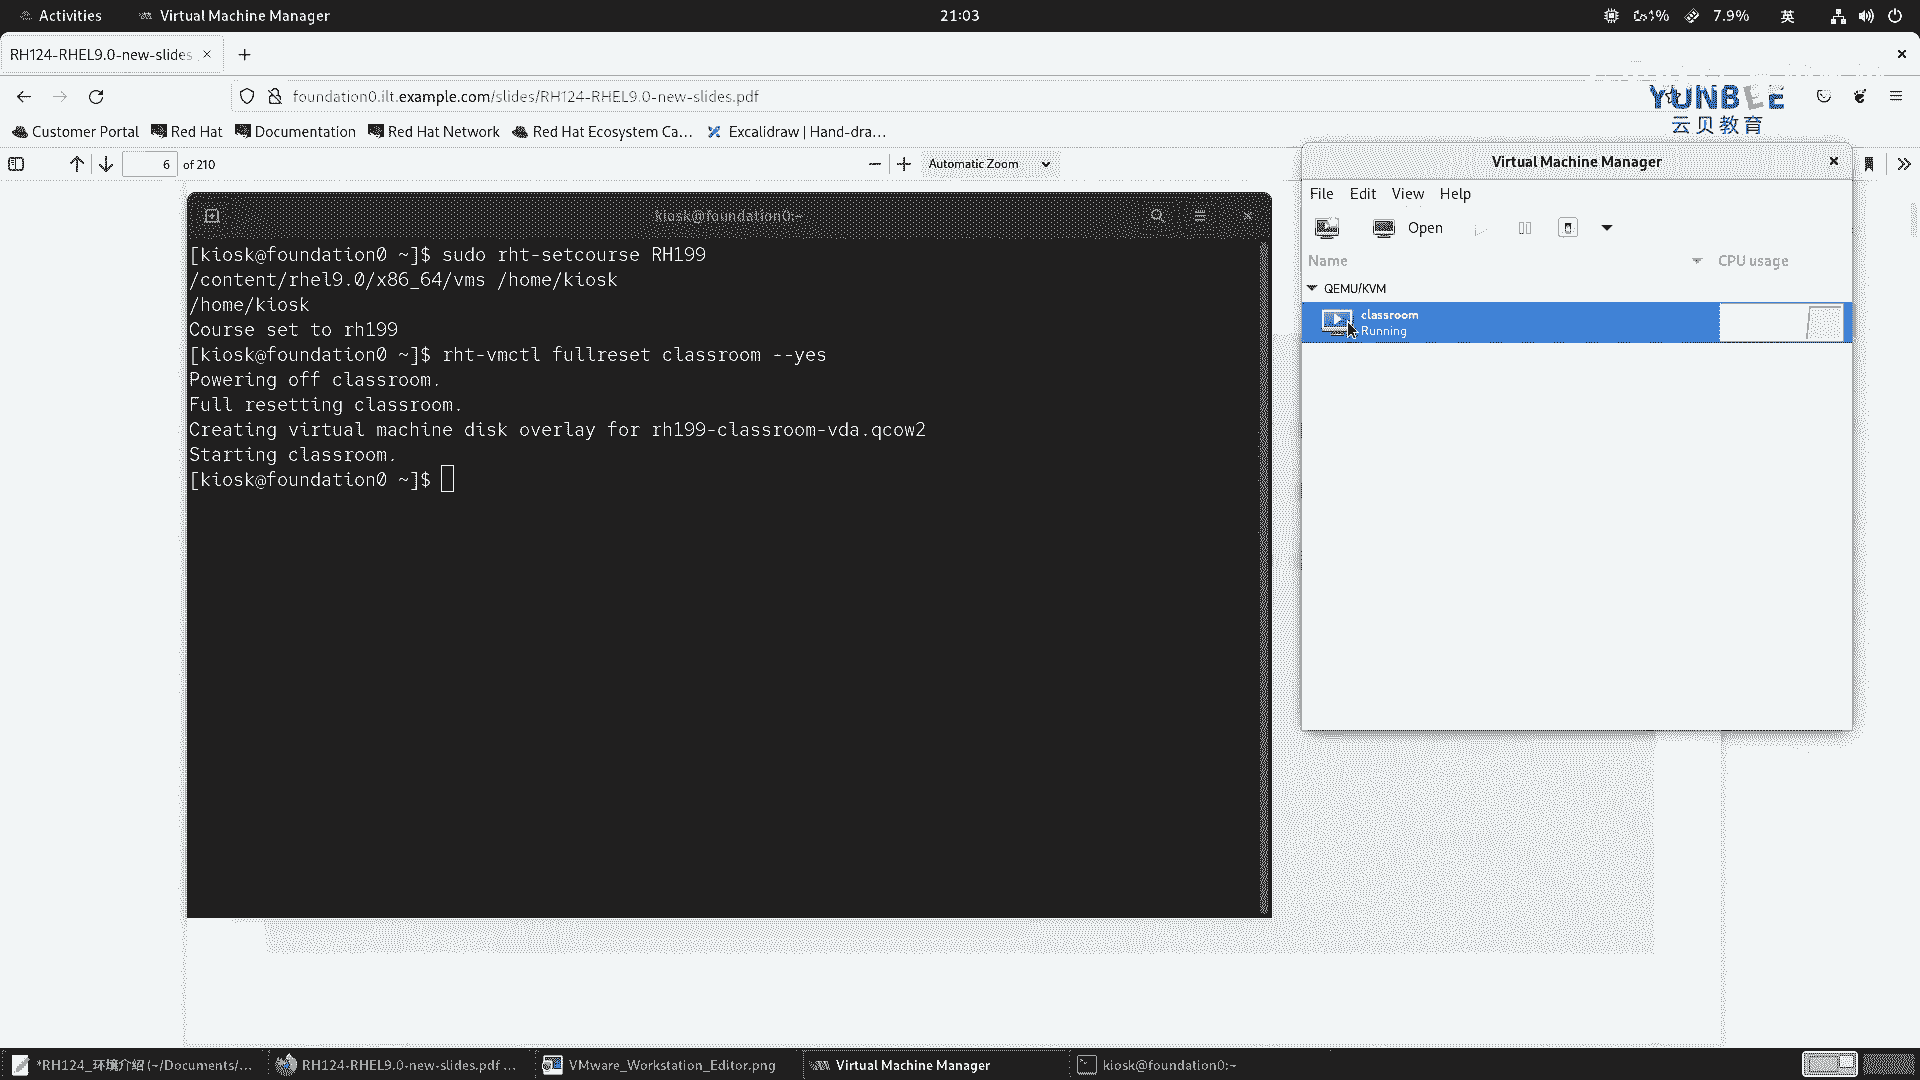 Activities
Virtual Machine Manager
21:03
7.9%
英
RH124-RHEL9.0-new-slides
foundation0.ilt.example.com/slides/RH124-RHEL9.0-new-slides.pdf
YUNBEE
云贝教育
Customer Portal
Red Hat
Documentation
Red Hat Network
Red Hat Ecosystem Ca…
Excalidraw | Hand-dra…
6 of 210
Automatic Zoom
kiosk@foundation0:~
[kiosk@foundation0 ~]$ sudo rht-setcourse RH199
/content/rhel9.0/x86_64/vms /home/kiosk
/home/kiosk
Course set to rh199
[kiosk@foundation0 ~]$ rht-vmctl fullreset classroom --yes
Powering off classroom.
Full resetting classroom.
Creating virtual machine disk overlay for rh199-classroom-vda.qcow2
Starting classroom.
[kiosk@foundation0 ~]$
Virtual Machine Manager
File Edit View Help
Open
Name
CPU usage
QEMU/KVM
classroom
Running
*RH124_环境介绍 (~/Documents/…
RH124-RHEL9.0-new-slides.pdf …
VMware_Workstation_Editor.png
Virtual Machine Manager
kiosk@foundation0:~